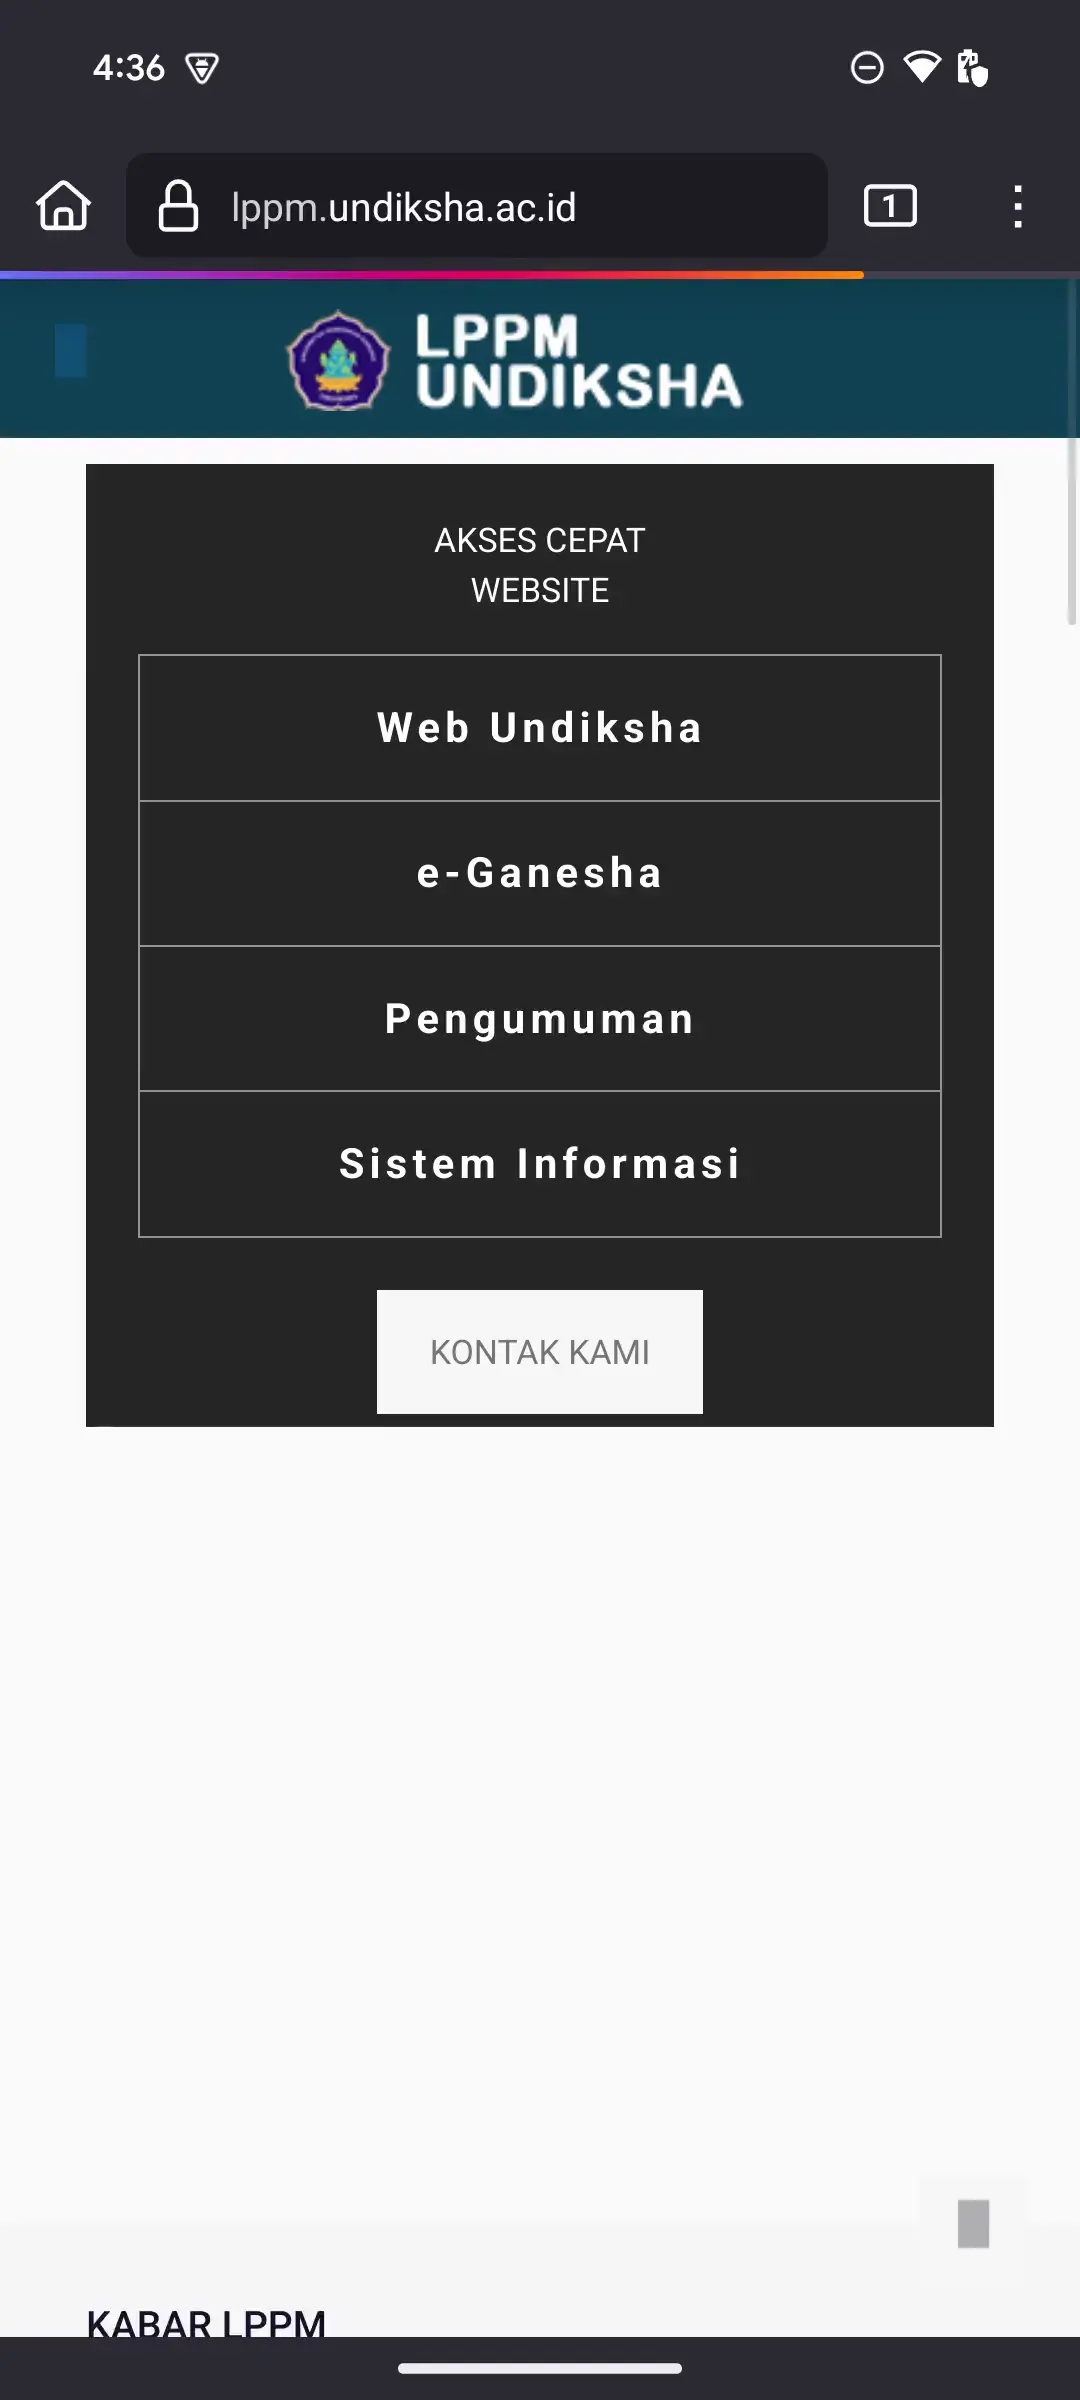 4:36
lppm.undiksha.ac.id
1
LPPM
UNDIKSHA
AKSES CEPAT
WEBSITE
Web Undiksha
e-Ganesha
Pengumuman
Sistem Informasi
KONTAK KAMI
KABAR LPPM